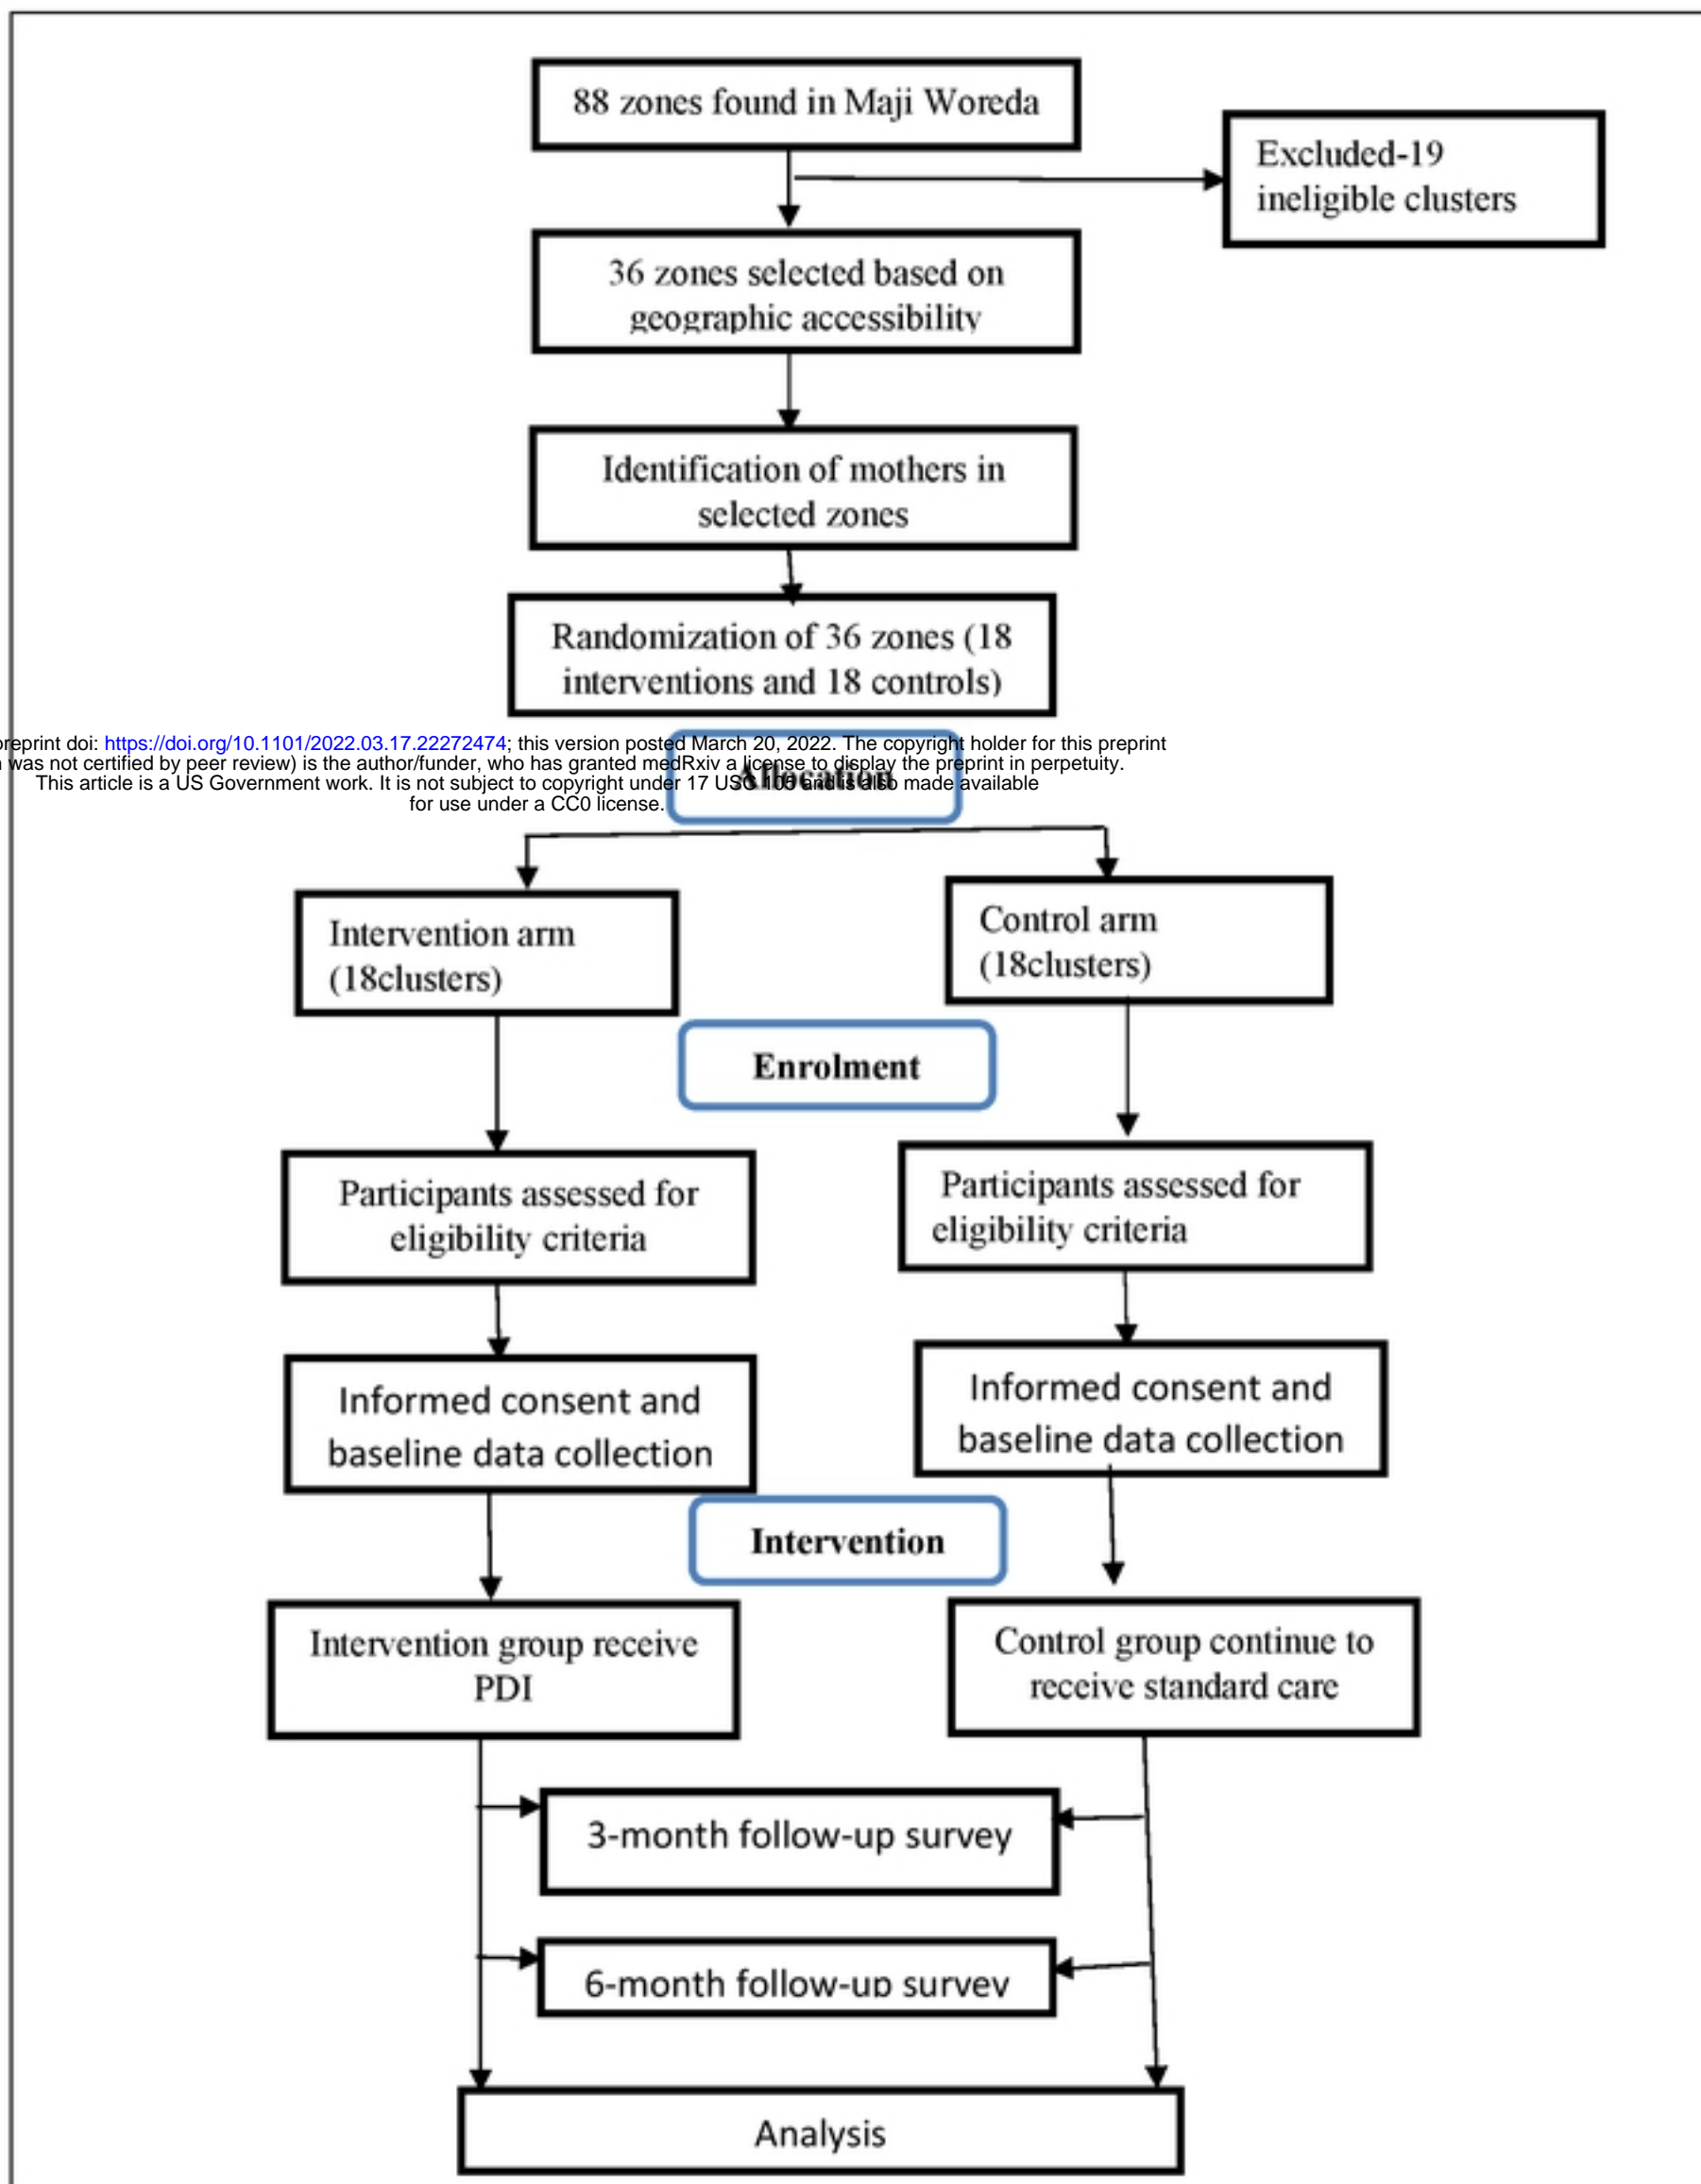 88 zones found in Maji Woreda
Excluded-19
ineligible clusters
36 zones selected based on
geographic accessibility
Identification of mothers in
selected zones
Randomization of 36 zones (18
interventions and 18 controls)
preprint doi: https://doi.org/10.1101/2022.03.17.22272474; this version posted March 20, 2022. The copyright holder for this preprint
was not certified by peer review) is the author/funder, who has granted medRxiv a license to display the preprint in perpetuity.
Allocation
This article is a US Government work. It is not subject to copyright under 17 USC 105 and is also made available
for use under a CC0 license.
Intervention arm
(18clusters)
Control arm
(18clusters)
Enrolment
Participants assessed for
eligibility criteria
Participants assessed for
eligibility criteria
Informed consent and
baseline data collection
Informed consent and
baseline data collection
Intervention
Intervention group receive
PDI
Control group continue to
receive standard care
3-month follow-up survey
6-month follow-up survey
Analysis